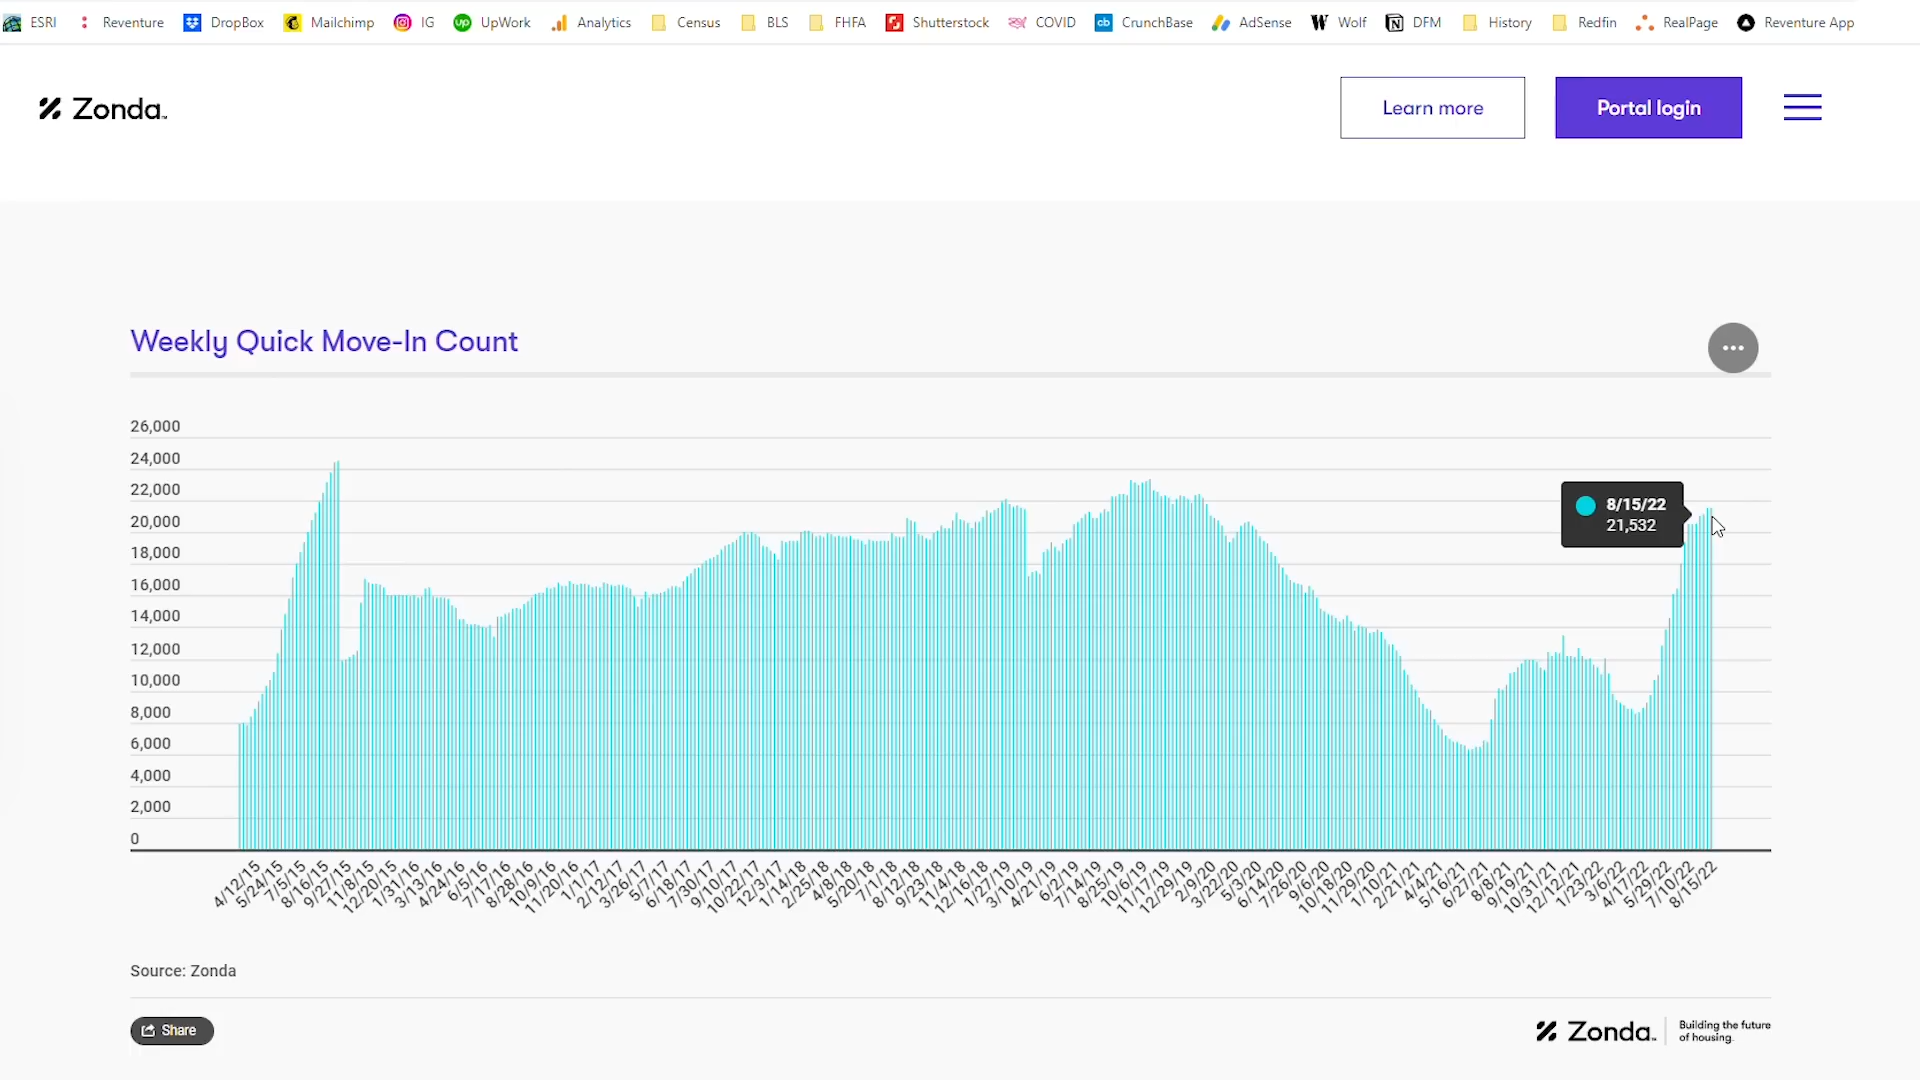 ESRI Reventure DropBox Mailchimp IG UpWork Analytics Census BLS FHFA Shutterstock COVID CrunchBase AdSense Wolf DFM History Redfin RealPage Reventure App
Zonda™
Learn more
Portal login
Weekly Quick Move-In Count
26,000
24,000
22,000
20,000
18,000
16,000
14,000
12,000
10,000
8,000
6,000
4,000
2,000
0
8/15/22
21,532
4/12/15 5/24/15 7/5/15 8/16/15 9/27/15 11/8/15 12/20/15 1/31/16 3/13/16 4/24/16 6/5/16 7/17/16 8/28/16 10/9/16 11/20/16 1/1/17 2/12/17 3/26/17 5/7/17 6/18/17 7/30/17 9/10/17 10/22/17 12/3/17 1/14/18 2/25/18 4/8/18 5/20/18 7/1/18 8/12/18 9/23/18 11/4/18 12/16/18 1/27/19 3/10/19 4/21/19 6/2/19 7/14/19 8/25/19 10/6/19 11/17/19 12/29/19 2/9/20 3/22/20 5/3/20 6/14/20 7/26/20 9/6/20 10/18/20 11/29/20 1/10/21 2/21/21 4/4/21 5/16/21 6/27/21 8/8/21 9/19/21 10/31/21 12/12/21 1/23/22 3/6/22 4/17/22 5/29/22 7/10/22 8/15/22
Source: Zonda
Share
Zonda™
Building the future
of housing.